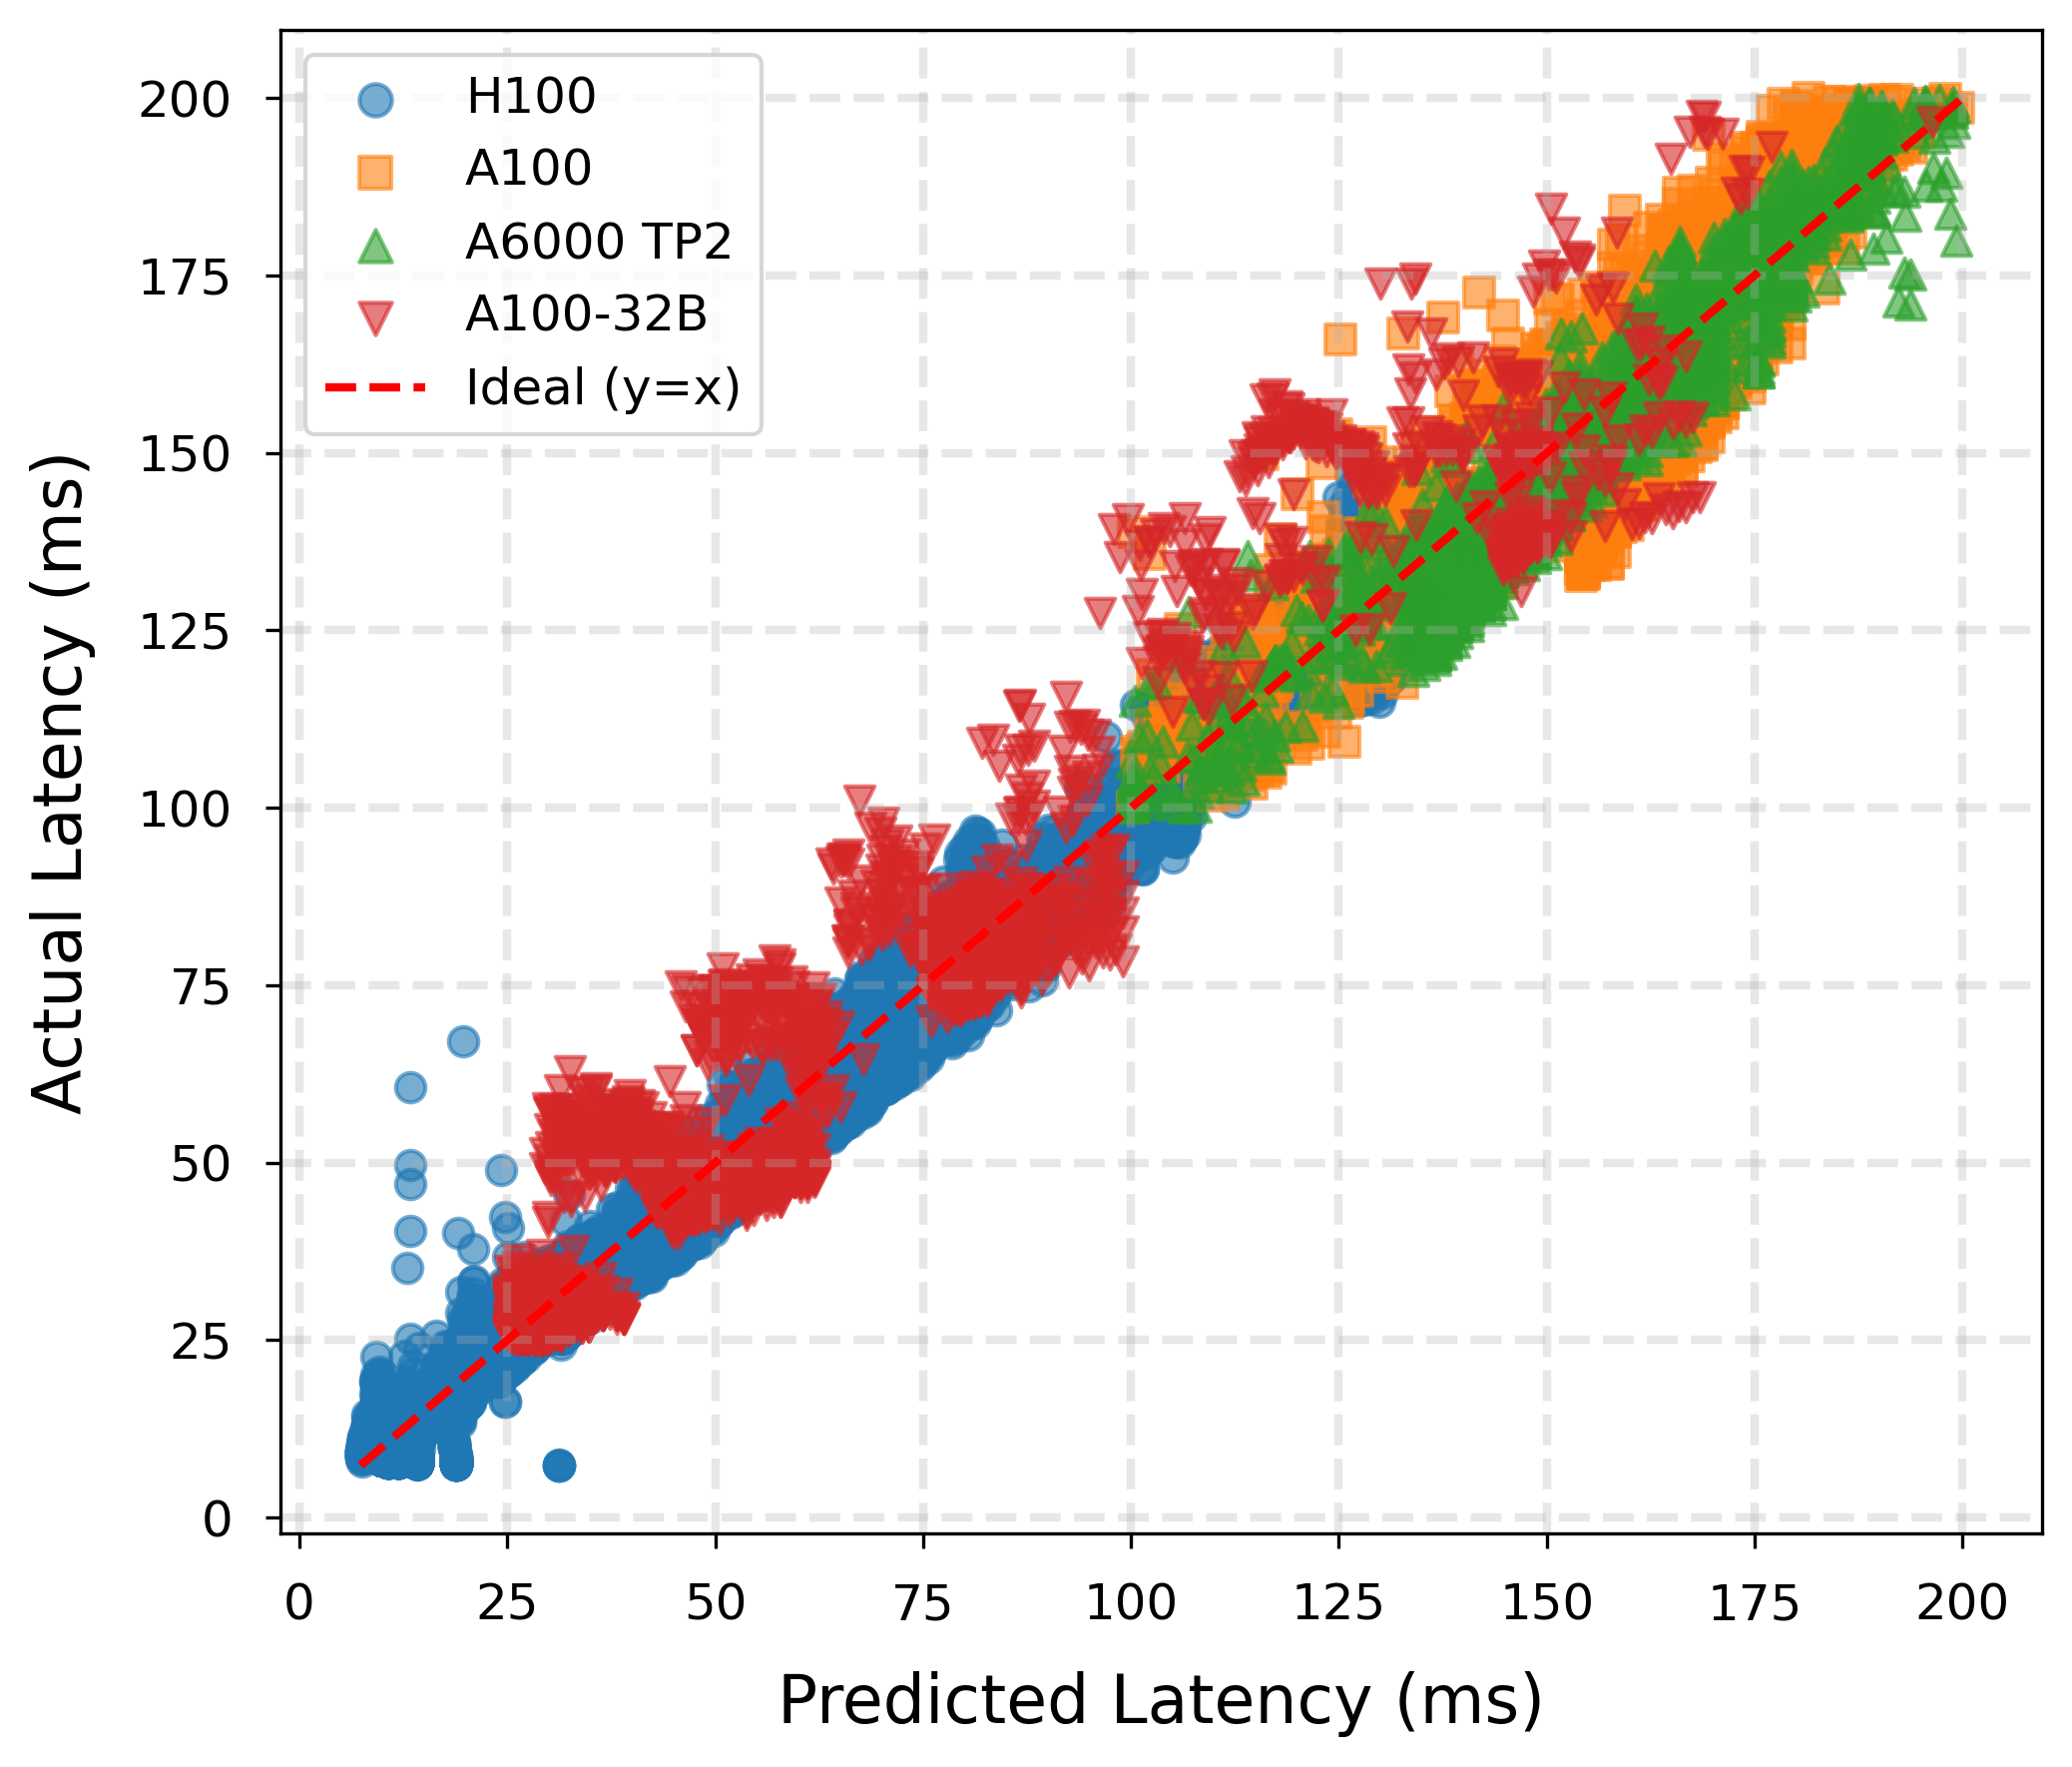 H100
A100
A6000 TP2
A100-32B
Ideal (y=x)
Actual Latency (ms)
200
175
150
125
100
75
50
25
0
0 25 50 75 100 125 150 175 200
Predicted Latency (ms)